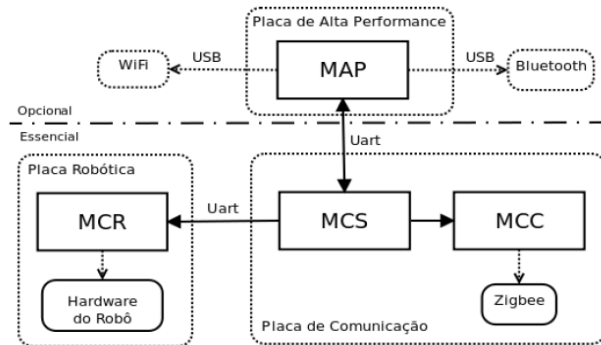 Placa de Alta Performance
WiFi
USB
MAP
USB
Bluetooth
Opcional
Essencial
Uart
Placa Robótica
MCR
Uart
MCS
MCC
Hardware
do Robô
Zigbee
Placa de Comunicação